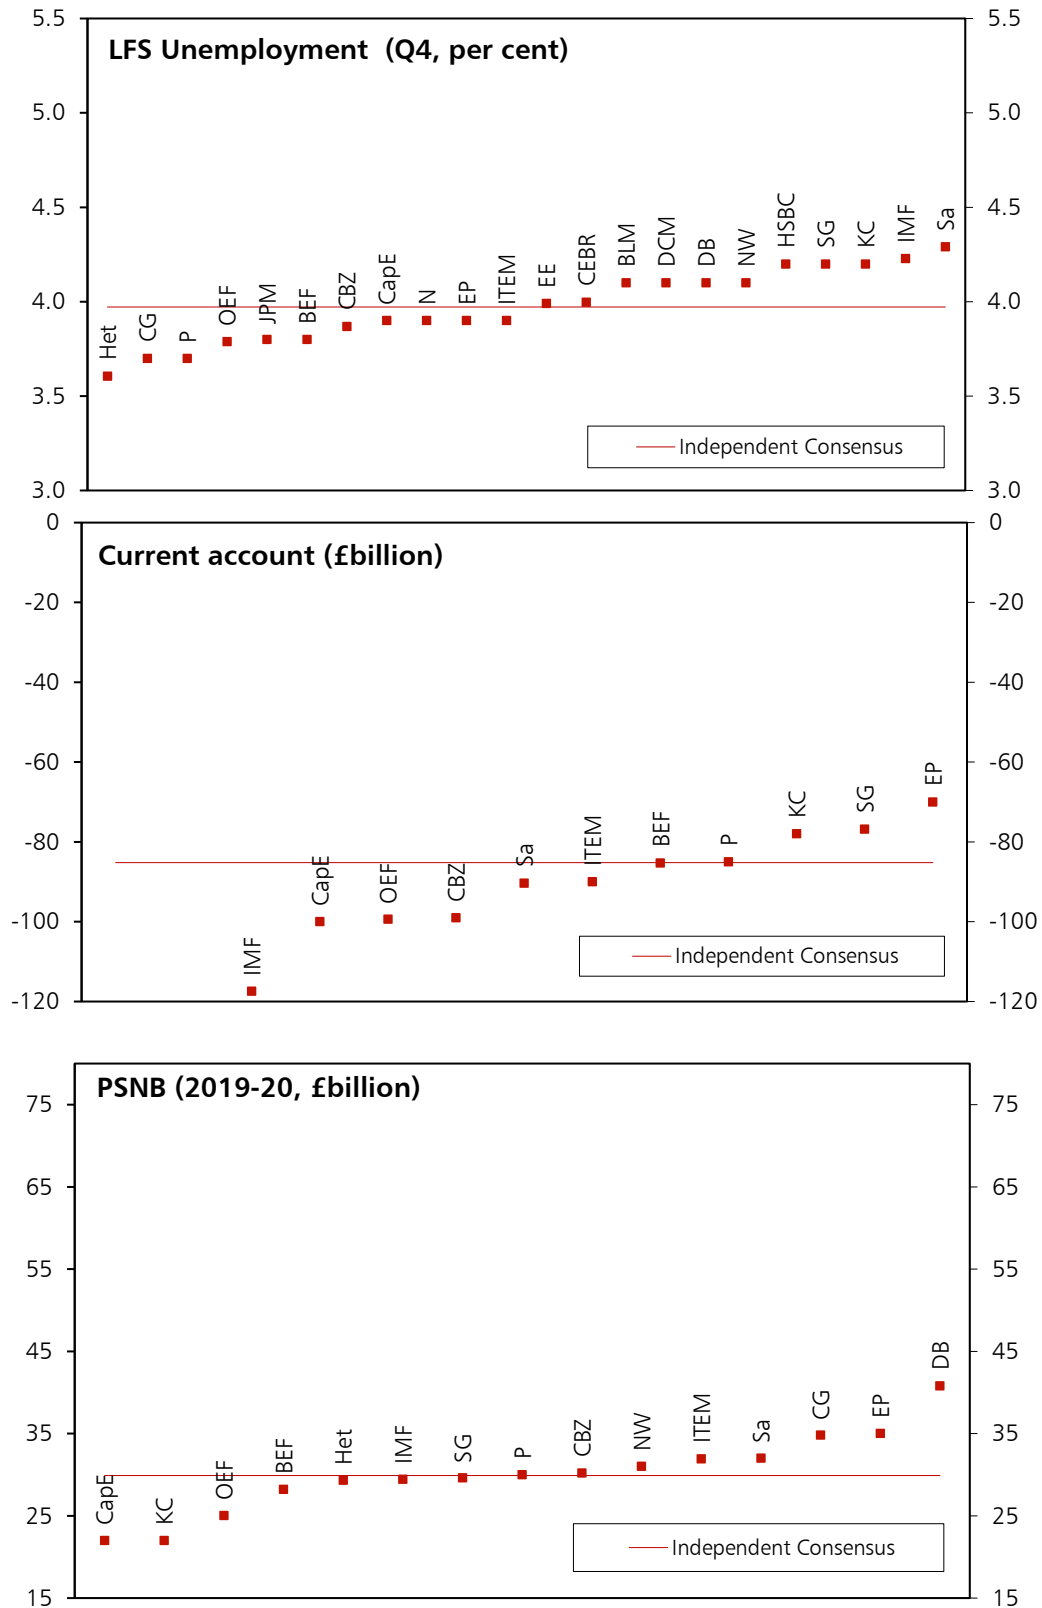 LFS Unemployment (Q4, per cent)
5.5 5.5
5.0 5.0
4.5 4.5
4.0 4.0
3.5 3.5
3.0 3.0
Het CG P OEF JPM BEF CBZ CapE N EP ITEM EE CEBR BLM DCM DB NW HSBC SG KC IMF Sa
Independent Consensus
Current account (£billion)
0 0
-20 -20
-40 -40
-60 -60
-80 -80
-100 -100
-120 -120
IMF CapE OEF CBZ Sa ITEM BEF P KC SG EP
Independent Consensus
PSNB (2019-20, £billion)
75 75
65 65
55 55
45 45
35 35
25 25
15 15
CapE KC OEF BEF Het IMF SG P CBZ NW ITEM Sa CG EP DB
Independent Consensus